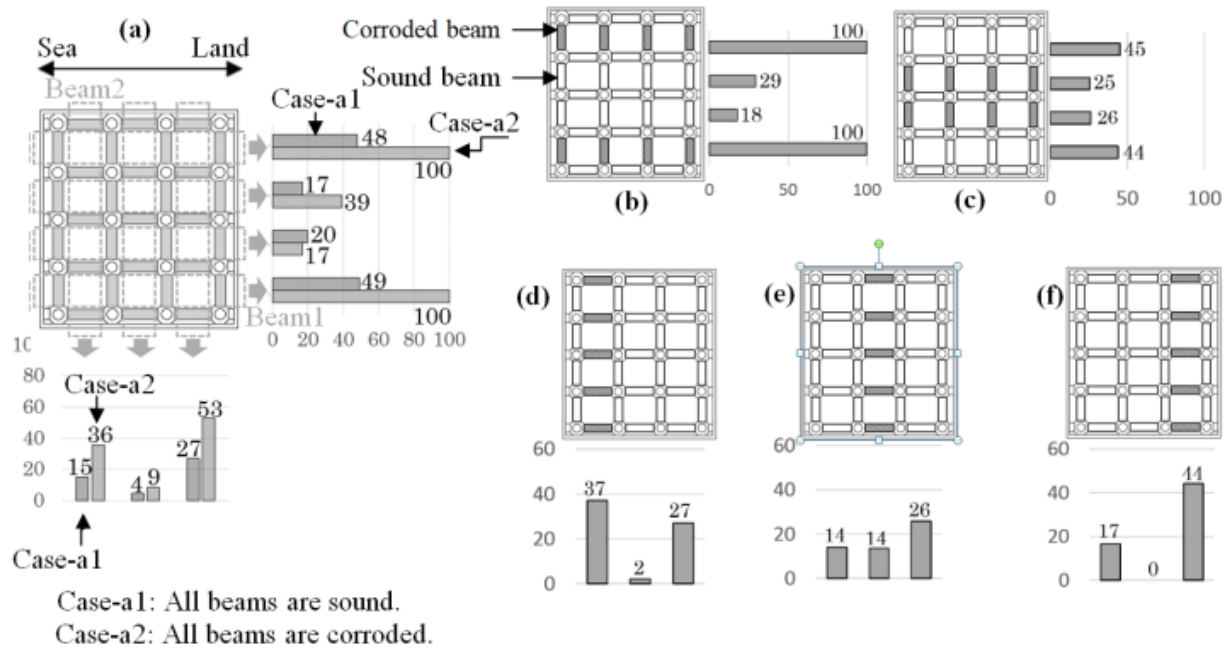 (a)
Sea Land
Beam2
Case-a1
Case-a2
48
100
17
39
20
17
49
100
Beam1
0 20 40 60 80 100
10
80
60
40
20
0
Case-a2
15 36 4 9 27 53
Case-a1
Case-a1: All beams are sound.
Case-a2: All beams are corroded.
Corroded beam
Sound beam
100
29
18
100
0 50 100
(b)
45
25
26
44
0 50 100
(c)
(d)
60
40
20
0
37 2 27
(e)
60
40
20
0
14 14 26
(f)
60
40
20
0
17 0 44